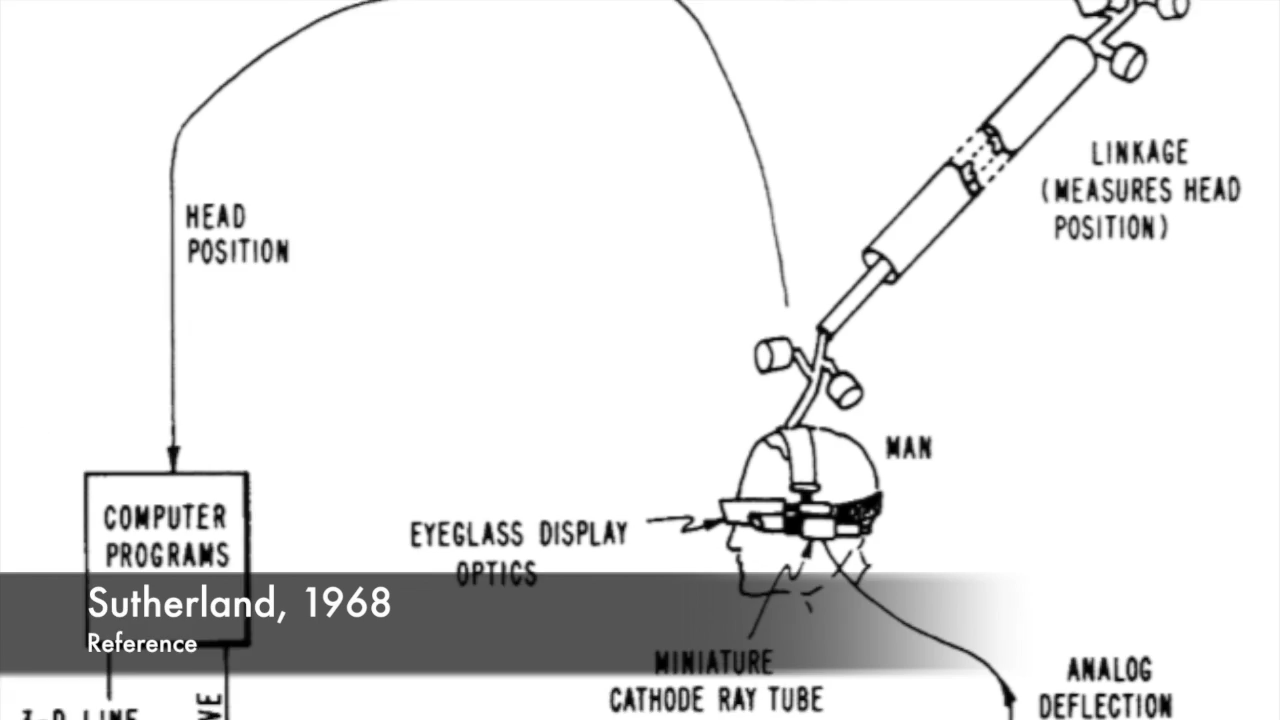 LINKAGE
(MEASURES HEAD
POSITION)
HEAD
POSITION
MAN
COMPUTER
PROGRAMS
EYEGLASS DISPLAY
OPTICS
Sutherland, 1968
Reference
MINIATURE
CATHODE RAY TUBE
ANALOG
DEFLECTION